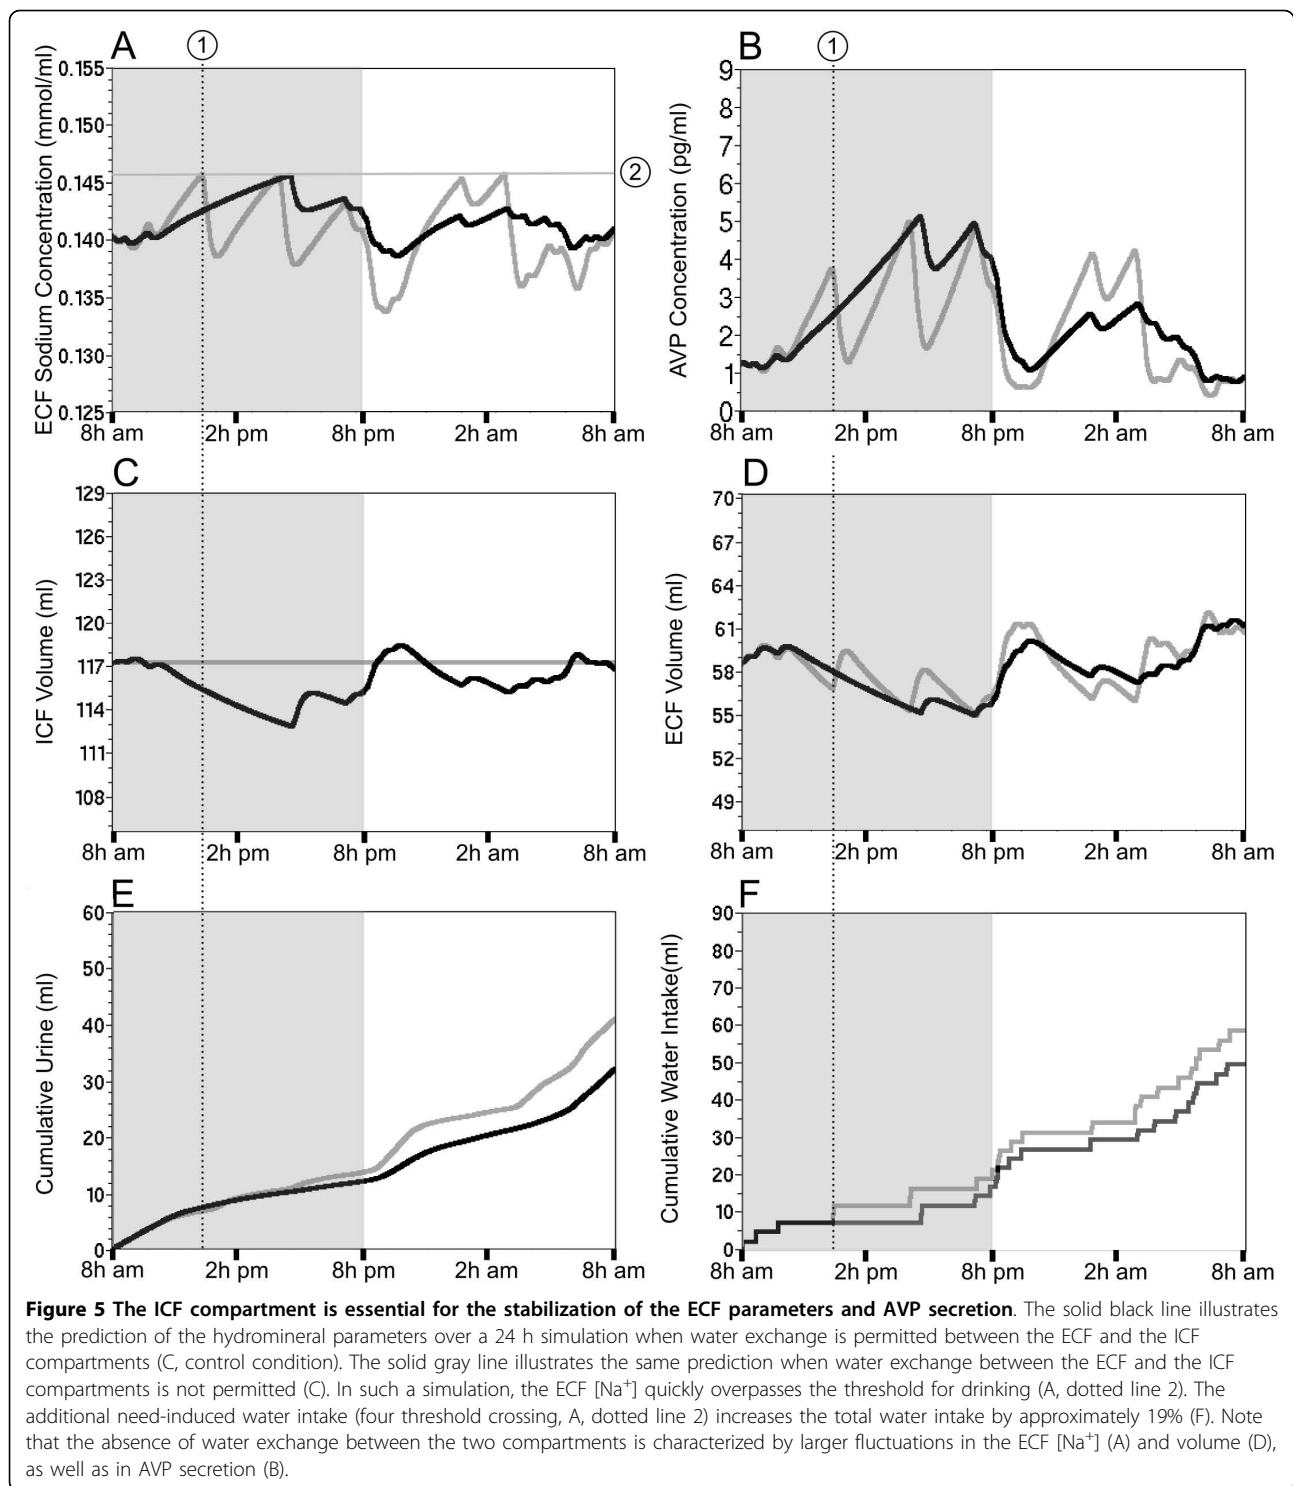 A
①
B
①
ECF Sodium Concentration (mmol/ml)
0.155
0.150
0.145
0.140
0.135
0.130
0.125
②
8h am 2h pm 8h pm 2h am 8h am
AVP Concentration (pg/ml)
9
8
7
6
5
4
3
2
1
0
8h am 2h pm 8h pm 2h am 8h am
C
ICF Volume (ml)
129
126
123
120
117
114
111
108
8h am 2h pm 8h pm 2h am 8h am
D
ECF Volume (ml)
70
67
64
61
58
55
52
49
8h am 2h pm 8h pm 2h am 8h am
E
Cumulative Urine (ml)
60
50
40
30
20
10
0
8h am 2h pm 8h pm 2h am 8h am
F
Cumulative Water Intake(ml)
90
80
70
60
50
40
30
20
10
0
8h am 2h pm 8h pm 2h am 8h am
Figure 5 The ICF compartment is essential for the stabilization of the ECF parameters and AVP secretion. The solid black line illustrates
the prediction of the hydromineral parameters over a 24 h simulation when water exchange is permitted between the ECF and the ICF
compartments (C, control condition). The solid gray line illustrates the same prediction when water exchange between the ECF and the ICF
compartments is not permitted (C). In such a simulation, the ECF [Na⁺] quickly overpasses the threshold for drinking (A, dotted line 2). The
additional need-induced water intake (four threshold crossing, A, dotted line 2) increases the total water intake by approximately 19% (F). Note
that the absence of water exchange between the two compartments is characterized by larger fluctuations in the ECF [Na⁺] (A) and volume (D),
as well as in AVP secretion (B).